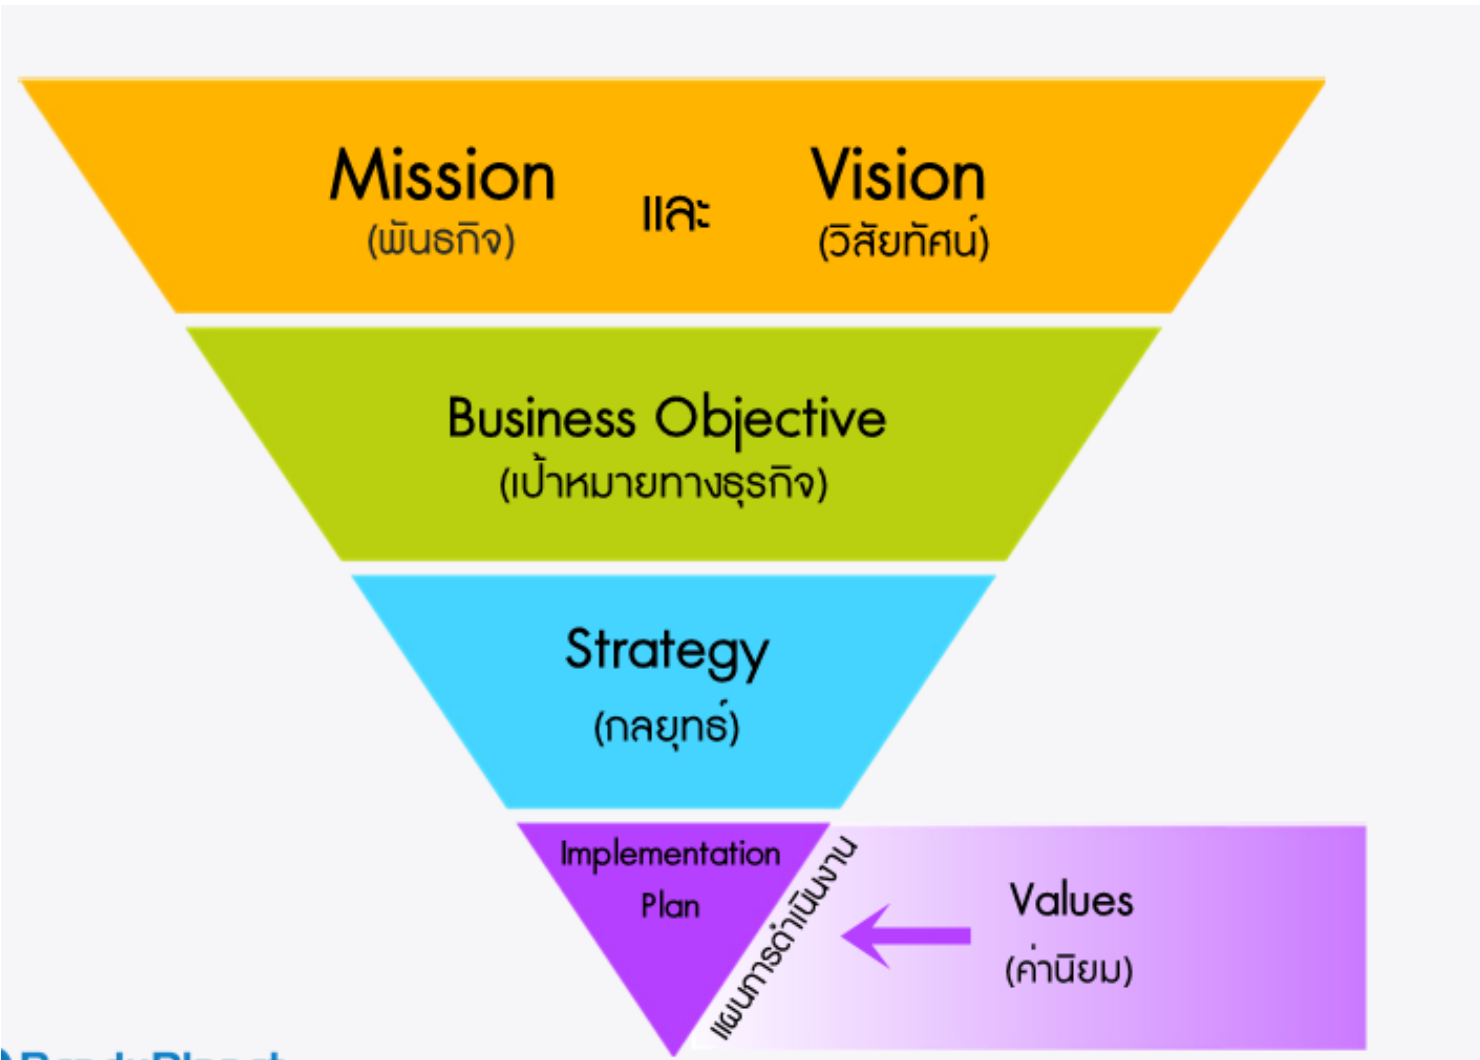 Mission และ Vision
(พันธกิจ) (วิสัยทัศน์)
Business Objective
(เป้าหมายทางธุรกิจ)
Strategy
(กลยุทธ์)
Implementation
Plan
แผนการดำเนินงาน
Values
(ค่านิยม)